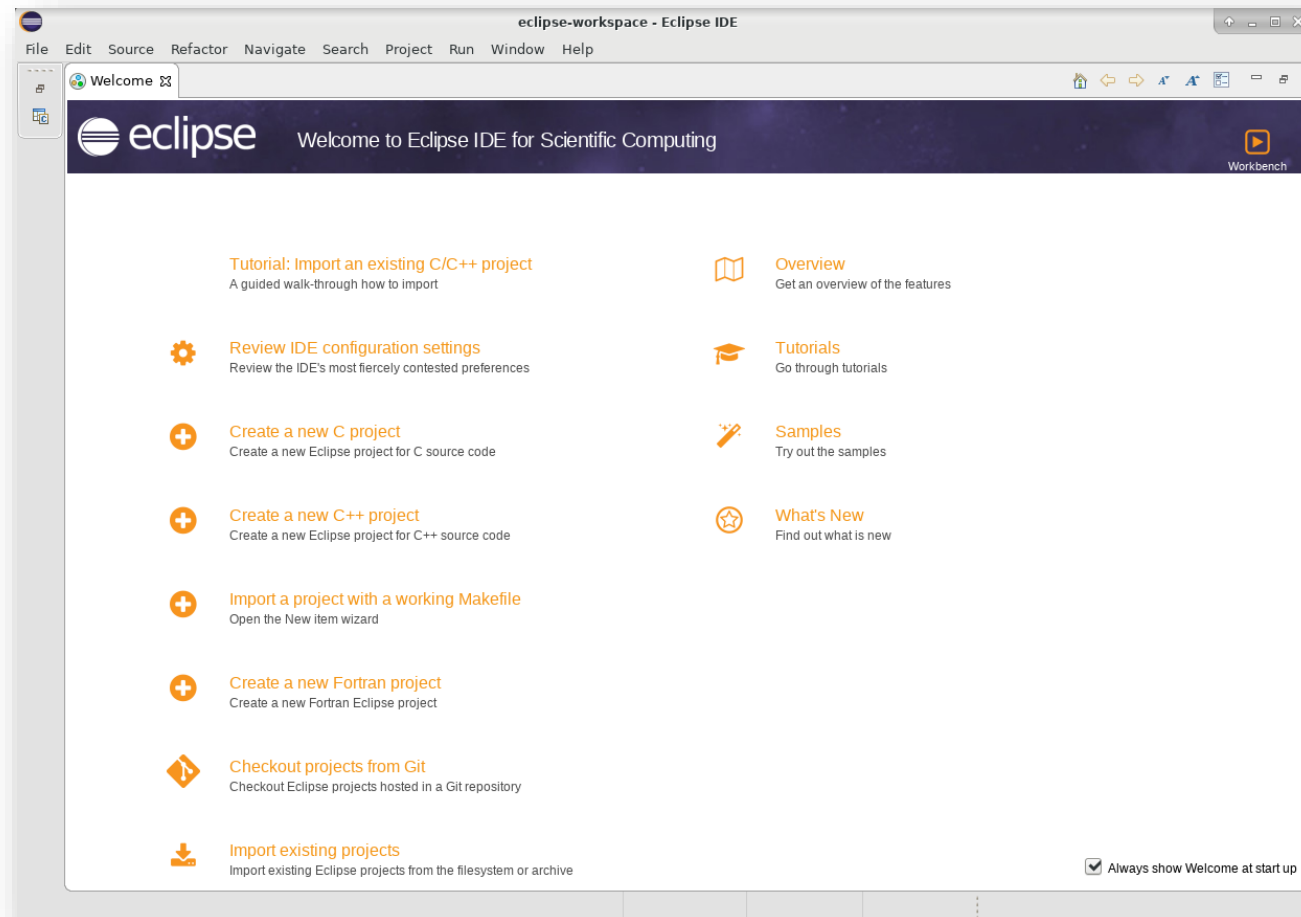 eclipse-workspace - Eclipse IDE
File Edit Source Refactor Navigate Search Project Run Window Help
Welcome
eclipse
Welcome to Eclipse IDE for Scientific Computing
Workbench
Tutorial: Import an existing C/C++ project
A guided walk-through how to import
Review IDE configuration settings
Review the IDE's most fiercely contested preferences
Create a new C project
Create a new Eclipse project for C source code
Create a new C++ project
Create a new Eclipse project for C++ source code
Import a project with a working Makefile
Open the New item wizard
Create a new Fortran project
Create a new Fortran Eclipse project
Checkout projects from Git
Checkout Eclipse projects hosted in a Git repository
Import existing projects
Import existing Eclipse projects from the filesystem or archive
Overview
Get an overview of the features
Tutorials
Go through tutorials
Samples
Try out the samples
What's New
Find out what is new
Always show Welcome at start up